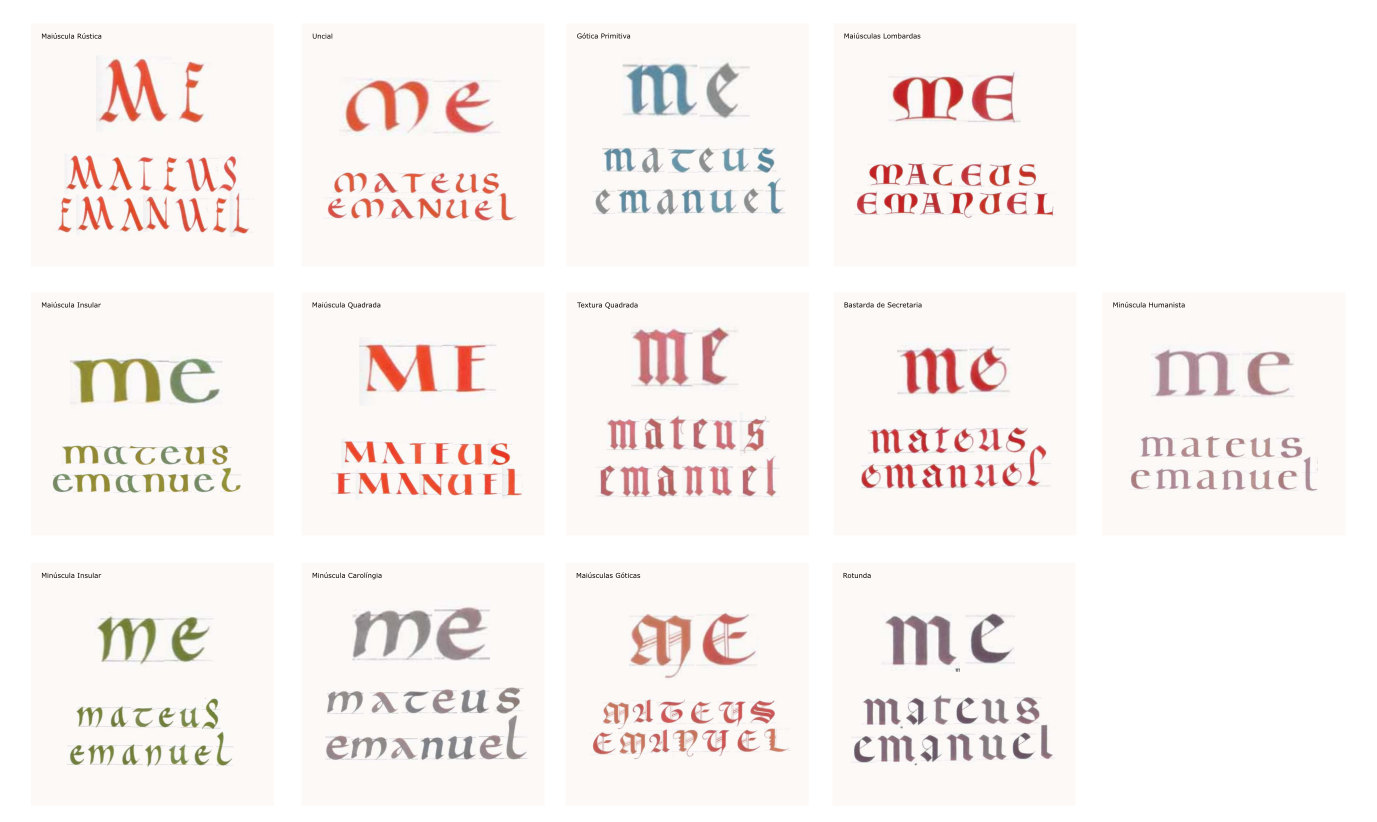 Maiúscula Rústica
ME
MATEUS
EMANUEL
Uncial
me
mATEUS
EmANUEl
Gótica Primitiva
me
mateus
emanuel
Maiúsculas Lombardas
ME
MATEUS
EMANUEL
Maiúscula Insular
me
mateus
emanuel
Maiúscula Quadrada
ME
MATEUS
EMANUEL
Textura Quadrada
me
mateus
emanuel
Bastarda de Secretaria
me
mateus
emanuel
Minúscula Humanista
me
mateus
emanuel
Minúscula Insular
me
mateus
emanuel
Minúscula Carolíngia
me
mateus
emanuel
Maiúsculas Góticas
ME
MATEUS
EMANUEL
Rotunda
me
mateus
emanuel